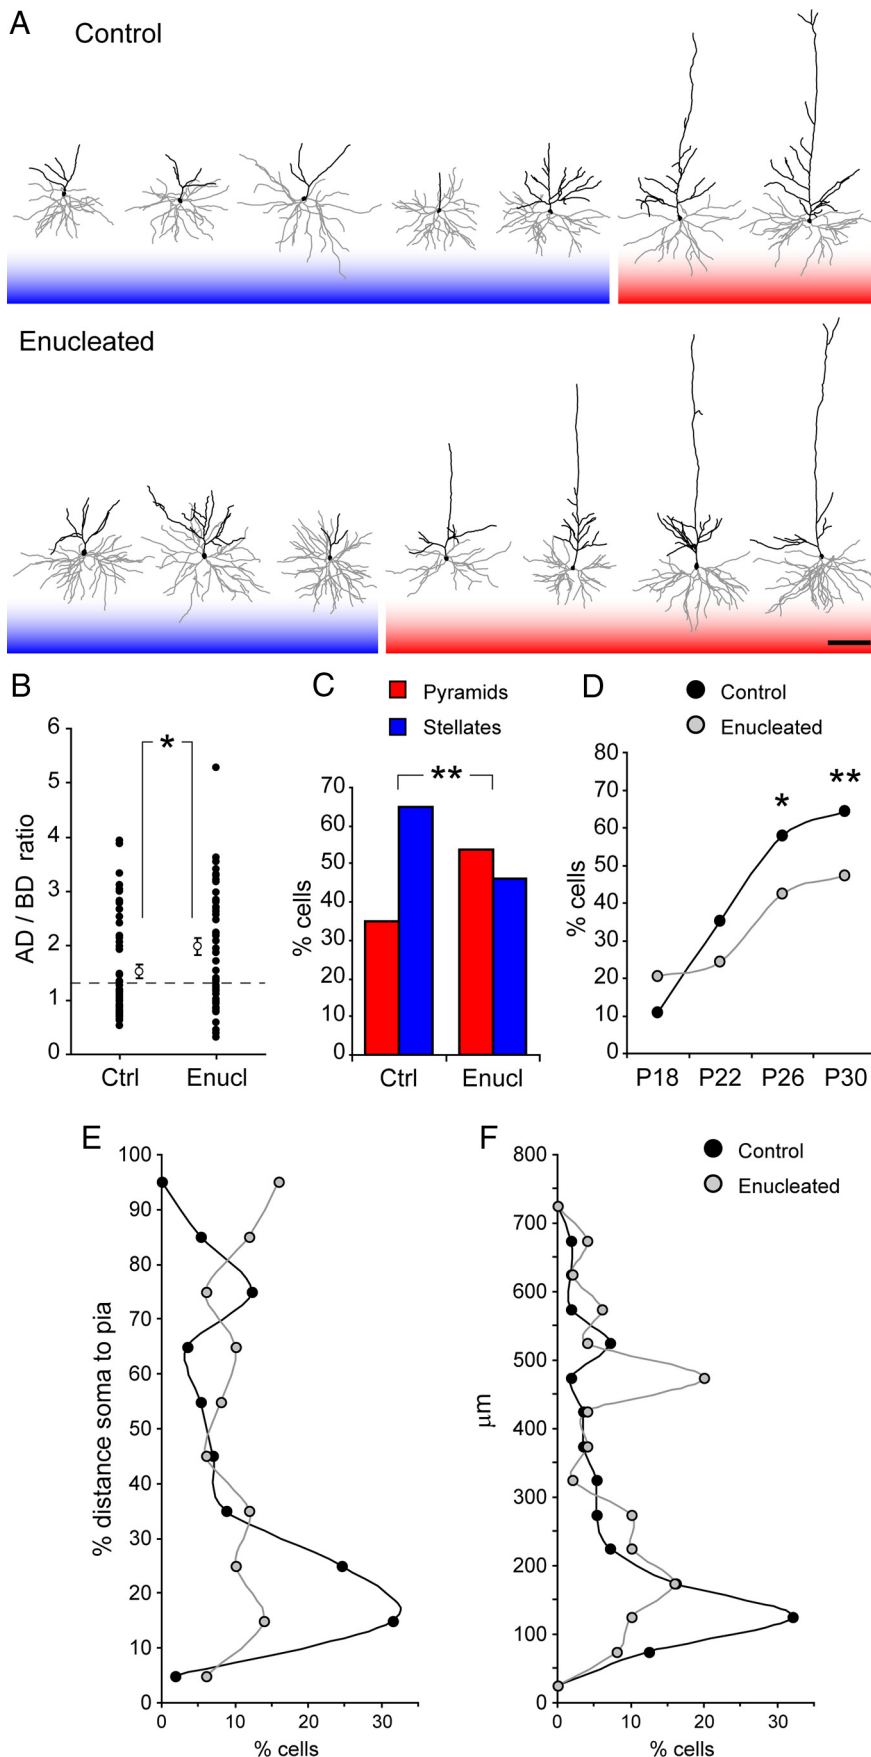 A
Control
Enucleated
B
6
5
4
3
2
1
0
AD / BD ratio
*
Ctrl
Enucl
C
Pyramids
Stellates
70
60
50
40
30
20
10
0
% cells
**
Ctrl
Enucl
D
Control
Enucleated
80
70
60
50
40
30
20
10
0
% cells
*
**
P18
P22
P26
P30
E
100
90
80
70
60
50
40
30
20
10
0
% distance soma to pia
0
10
20
30
% cells
F
Control
Enucleated
800
700
600
500
400
300
200
100
0
µm
0
10
20
30
% cells